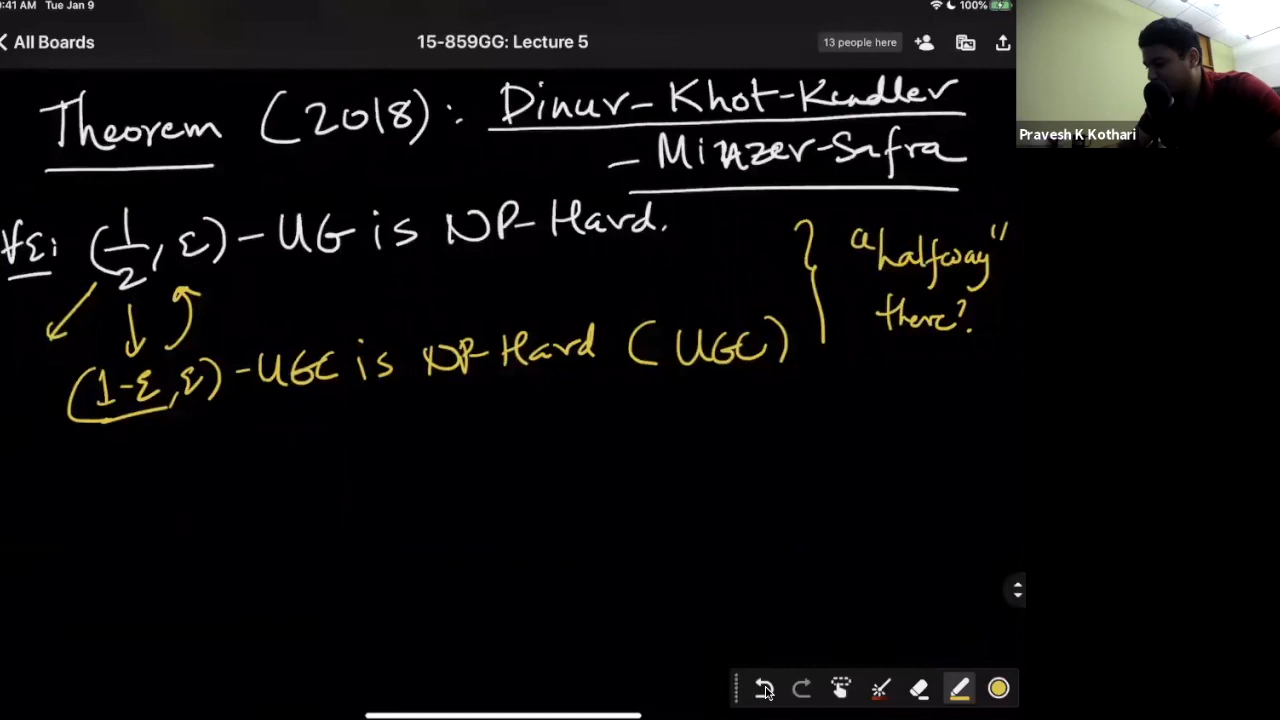 :41 AM Tue Jan 9
100%
All Boards
15-859GG: Lecture 5
13 people here
Pravesh K Kothari
Theorem (2018): Dinur-Khot-Kindler
- Minzer-Safra
∀ε: (1/2, ε)-UG is NP-Hard.
"halfway"
there?
(1-ε, ε)-UGC is NP-Hard (UGC)